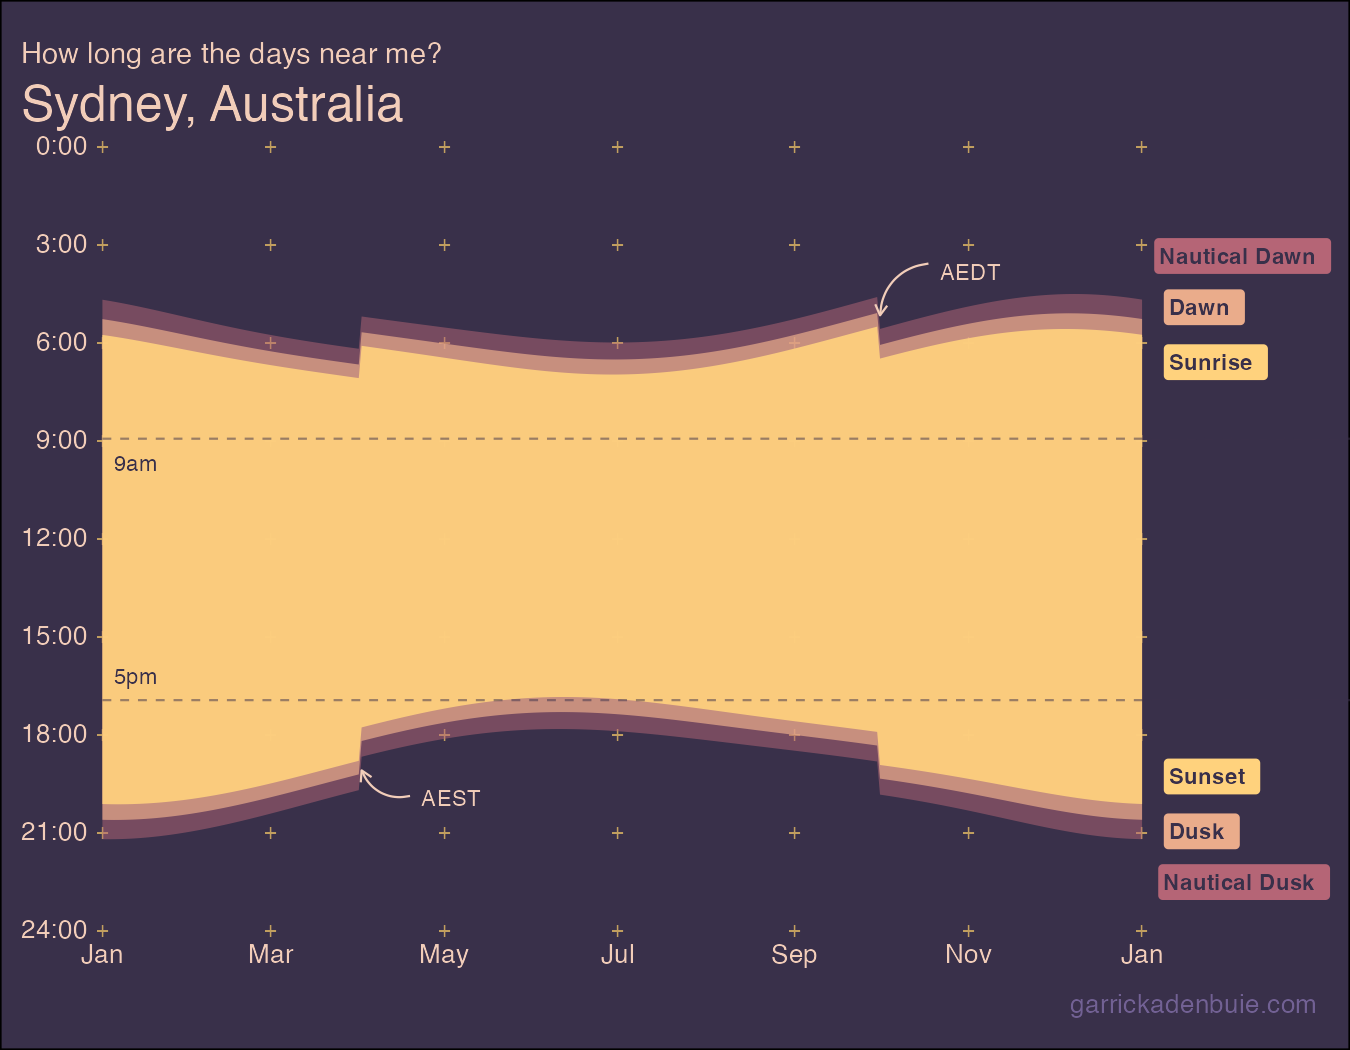 How long are the days near me?
Sydney, Australia
0:00
3:00
Nautical Dawn
AEDT
Dawn
6:00
Sunrise
9:00
9am
12:00
15:00
5pm
18:00
Sunset
AEST
21:00
Dusk
Nautical Dusk
24:00
Jan Mar May Jul Sep Nov Jan
garrickadenbuie.com